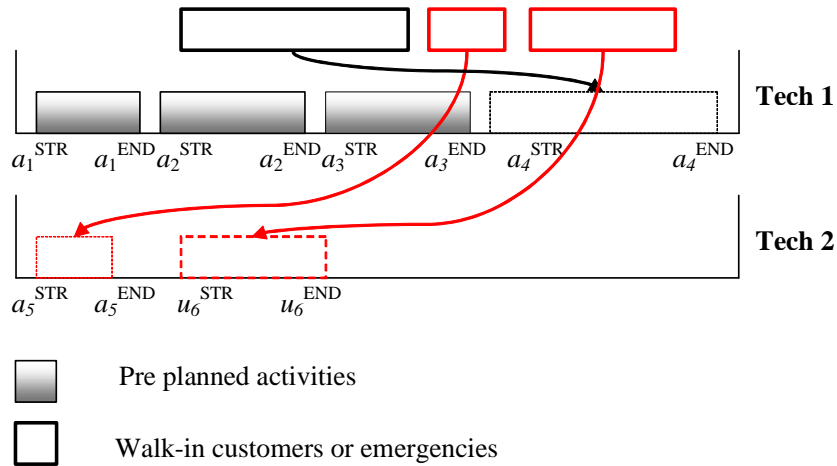 Tech 1
a₁STR a₁END a₂STR a₂END a₃STR a₃END a₄STR a₄END
Tech 2
a₅STR a₅END u₆STR u₆END
Pre planned activities
Walk-in customers or emergencies